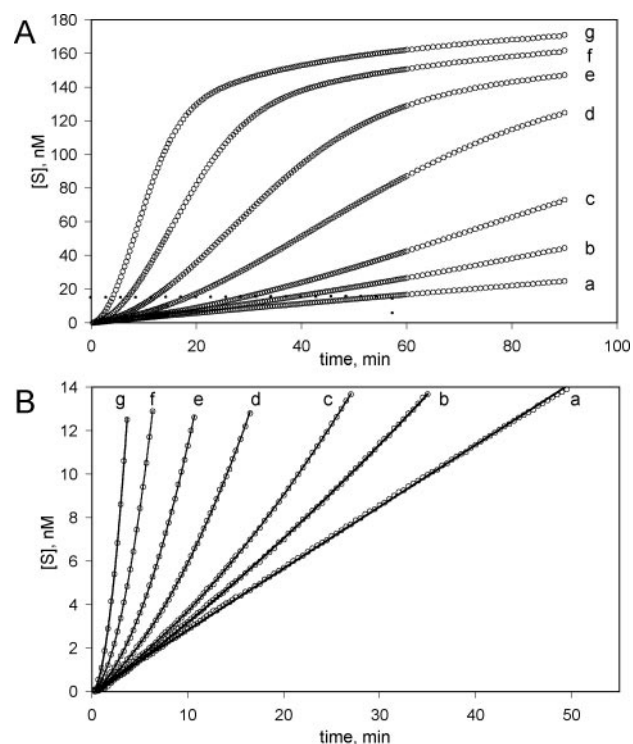 A
180
160
140
120
100
80
60
40
20
0
[S], nM
g
f
e
d
c
b
a
0 20 40 60 80 100
time, min
B
14
12
10
8
6
4
2
0
[S], nM
g f e d c b a
0 10 20 30 40 50
time, min